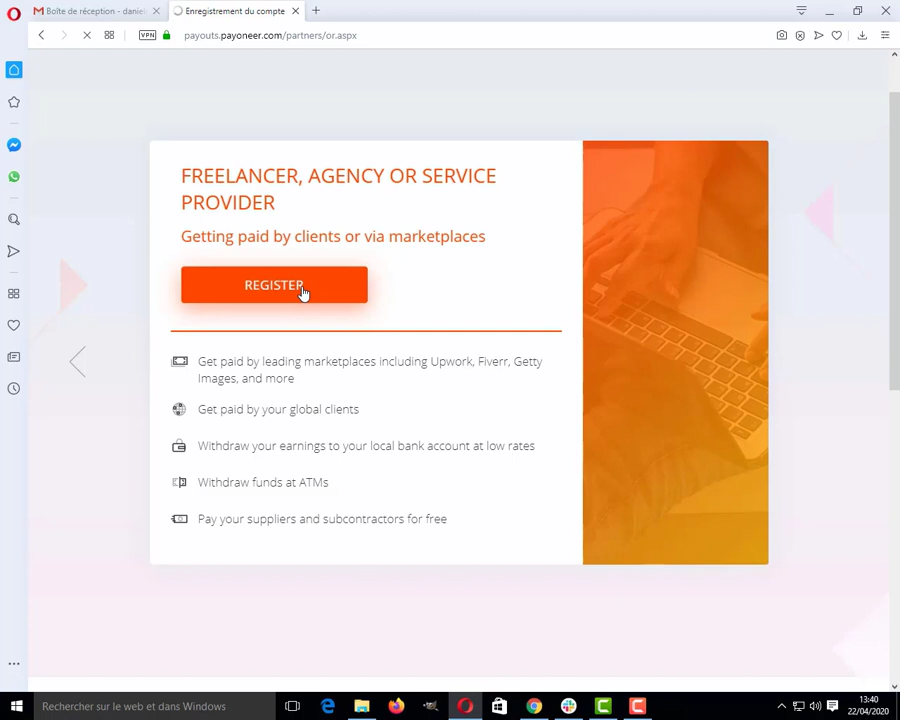 Boîte de réception - daniel
Enregistrement du compte
VPN
payouts.payoneer.com/partners/or.aspx
FREELANCER, AGENCY OR SERVICE
PROVIDER
Getting paid by clients or via marketplaces
REGISTER
Get paid by leading marketplaces including Upwork, Fiverr, Getty
Images, and more
Get paid by your global clients
Withdraw your earnings to your local bank account at low rates
Withdraw funds at ATMs
Pay your suppliers and subcontractors for free
Rechercher sur le web et dans Windows
13:40
22/04/2020